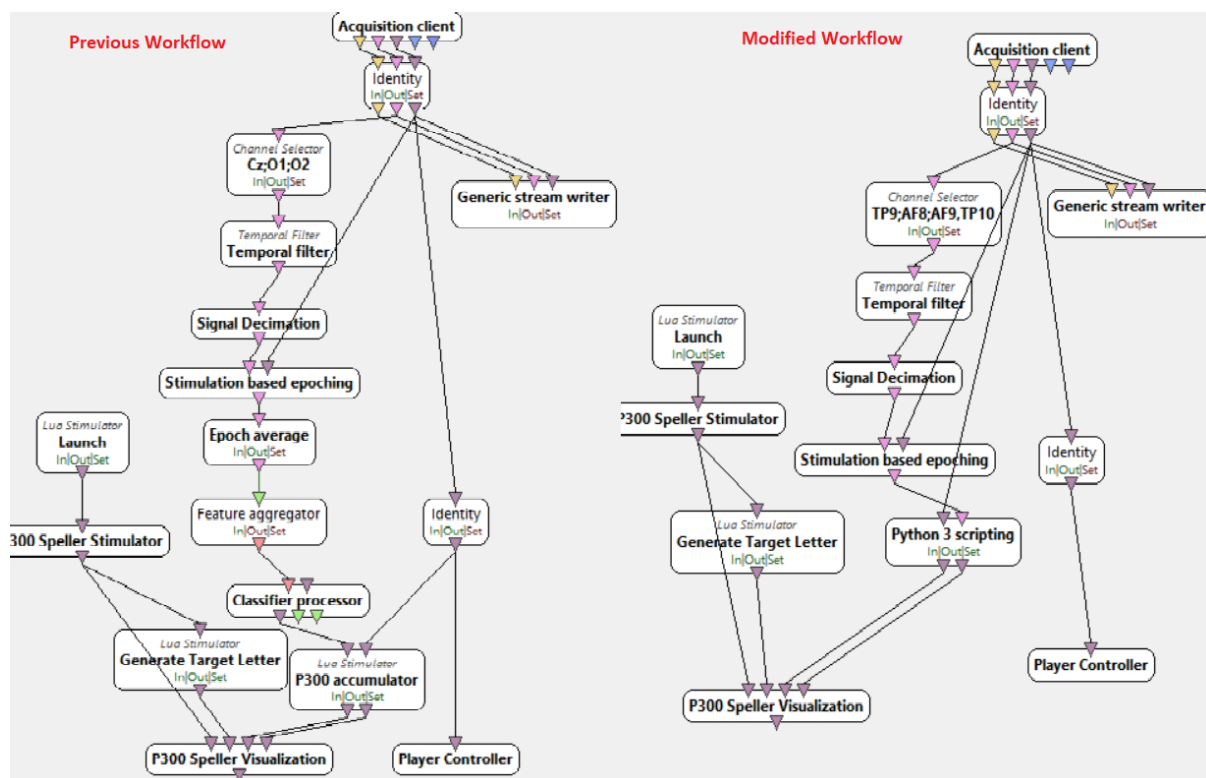 Previous Workflow
Acquisition client
Identity
In|Out|Set
Channel Selector
Cz;O1;O2
In|Out|Set
Generic stream writer
In|Out|Set
Temporal Filter
Temporal filter
Signal Decimation
Stimulation based epoching
Lua Stimulator
Launch
In|Out|Set
Epoch average
In|Out|Set
Feature aggregator
In|Out|Set
Identity
In|Out|Set
300 Speller Stimulator
Classifier processor
Lua Stimulator
Generate Target Letter
In|Out|Set
Lua Stimulator
P300 accumulator
In|Out|Set
P300 Speller Visualization
Player Controller
Modified Workflow
Acquisition client
Identity
In|Out|Set
Channel Selector
TP9;AF8;AF9,TP10
In|Out|Set
Generic stream writer
In|Out|Set
Temporal Filter
Temporal filter
Lua Stimulator
Launch
In|Out|Set
Signal Decimation
P300 Speller Stimulator
Stimulation based epoching
Identity
In|Out|Set
Lua Stimulator
Generate Target Letter
In|Out|Set
Python 3 scripting
In|Out|Set
Player Controller
P300 Speller Visualization